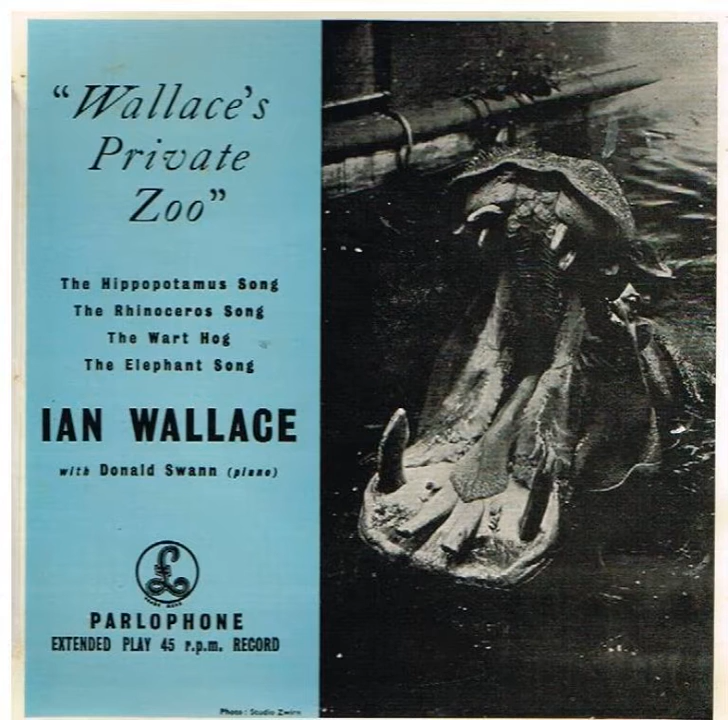 “Wallace’s
Private
Zoo”
The Hippopotamus Song
The Rhinoceros Song
The Wart Hog
The Elephant Song
IAN WALLACE
with Donald Swann (piano)
£
PARLOPHONE
EXTENDED PLAY 45 r.p.m. RECORD
Photo : Studio Zwirn